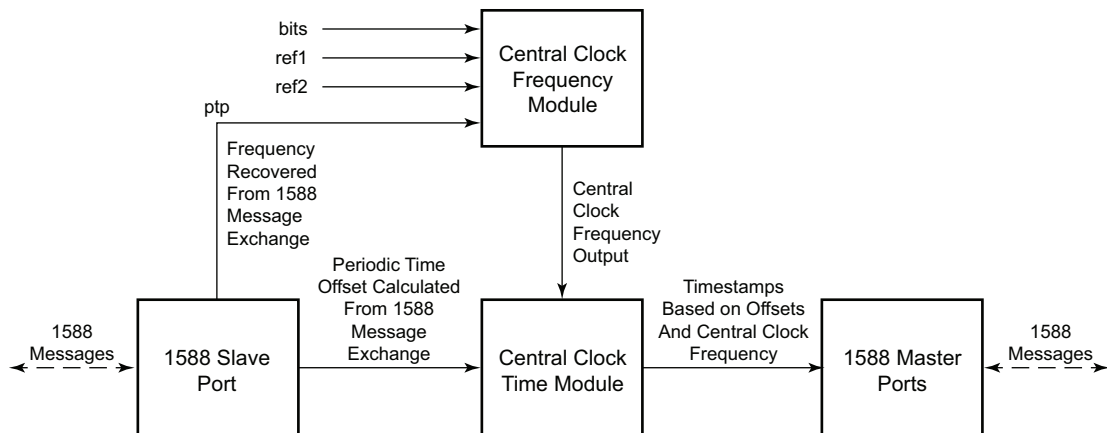 bits
ref1
ref2
ptp
Central Clock
Frequency
Module
Frequency
Recovered
From 1588
Message
Exchange
Central
Clock
Frequency
Output
Periodic Time
Offset Calculated
From 1588
Message
Exchange
Timestamps
Based on Offsets
And Central Clock
Frequency
1588
Messages
1588 Slave
Port
Central Clock
Time Module
1588 Master
Ports
1588
Messages